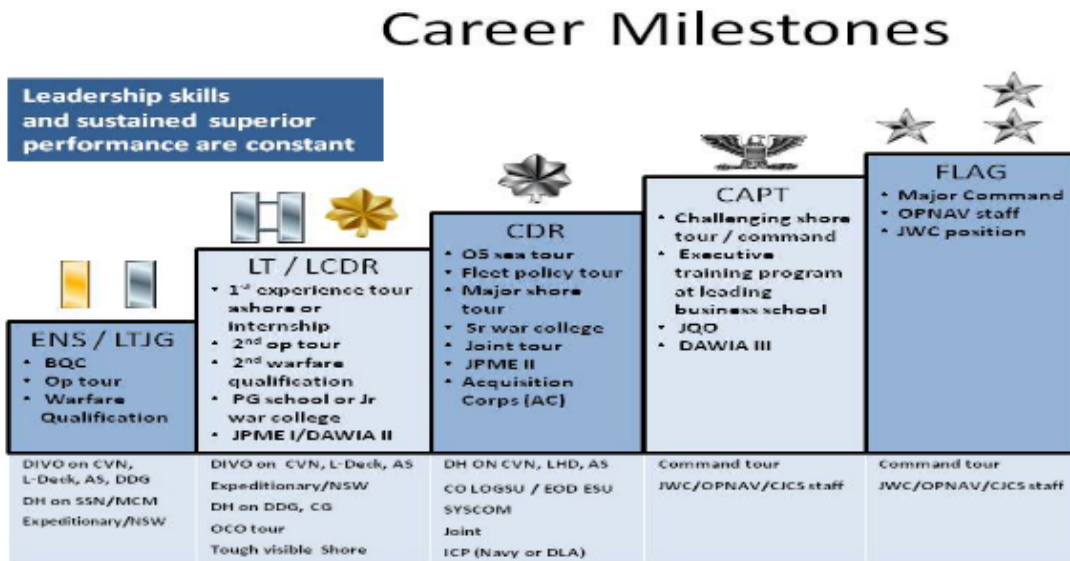 Career Milestones
Leadership skills
and sustained superior
performance are constant
ENS / LTJG
• BQC
• Op tour
• Warfare
Qualification
LT / LCDR
• 1st experience tour
ashore or
internship
• 2nd op tour
• 2nd warfare
qualification
• PG school or Jr
war college
• JPME I/DAWIA II
CDR
• O5 sea tour
• Fleet policy tour
• Major shore
tour
• Sr war college
• Joint tour
• JPME II
• Acquisition
Corps (AC)
CAPT
• Challenging shore
tour / command
• Executive
training program
at leading
business school
• JQO
• DAWIA III
FLAG
• Major Command
• OPNAV staff
• JWC position
DIVO on CVN,
L-Deck, AS, DDG
DH on SSN/MCM
Expeditionary/NSW
DIVO on CVN, L-Deck, AS
Expeditionary/NSW
DH on DDG, CG
OCO tour
Tough visible Shore
DH ON CVN, LHD, AS
CO LOGSU / EOD ESU
SYSCOM
Joint
ICP (Navy or DLA)
Command tour
JWC/OPNAV/CJCS staff
Command tour
JWC/OPNAV/CJCS staff